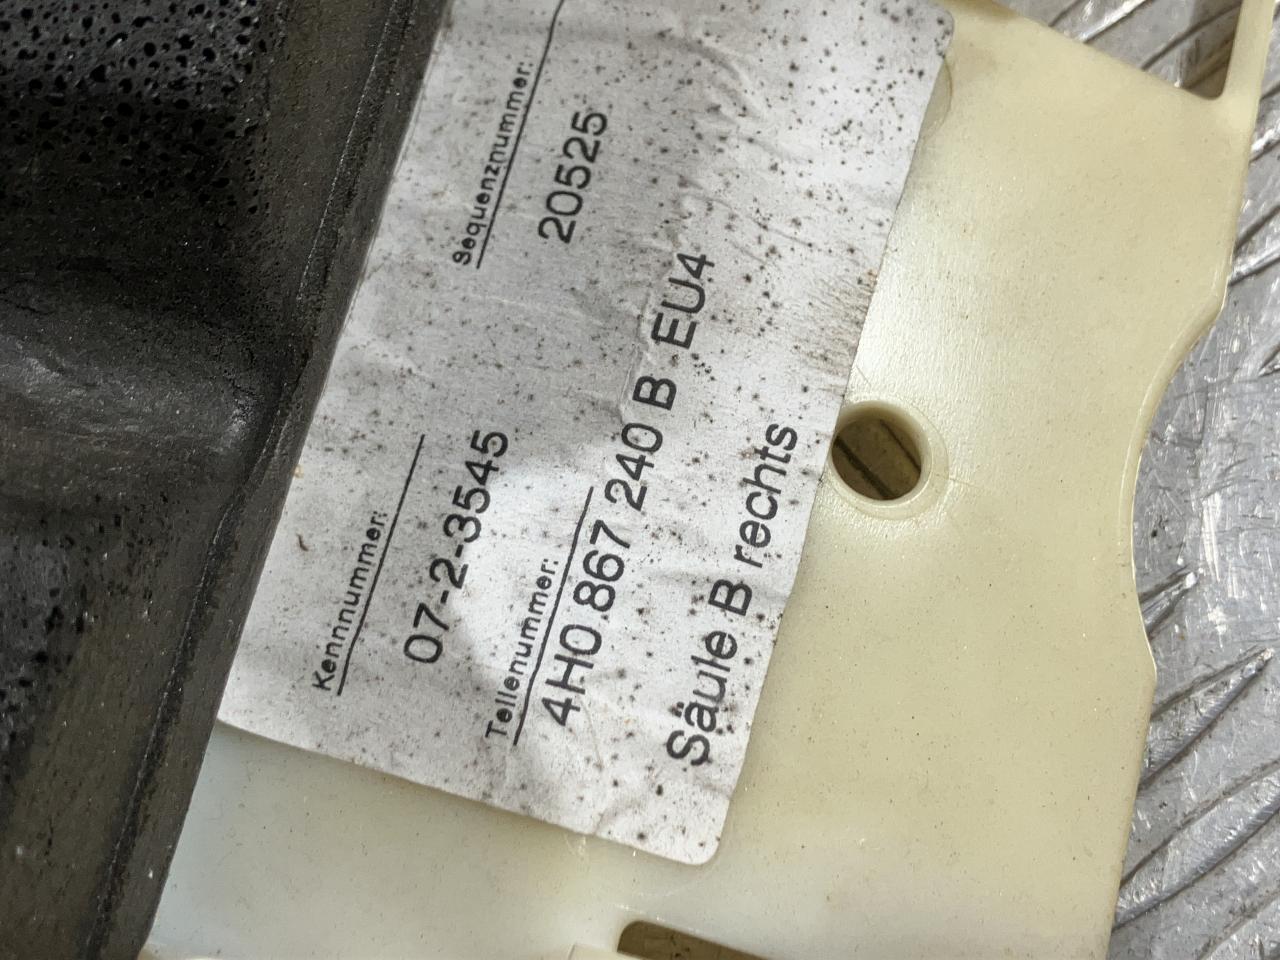 Kennnummer:
Sequenznummer:
07-2-3545
20525
Teilenummer:
4H0 867 240 B EU4
Säule B rechts